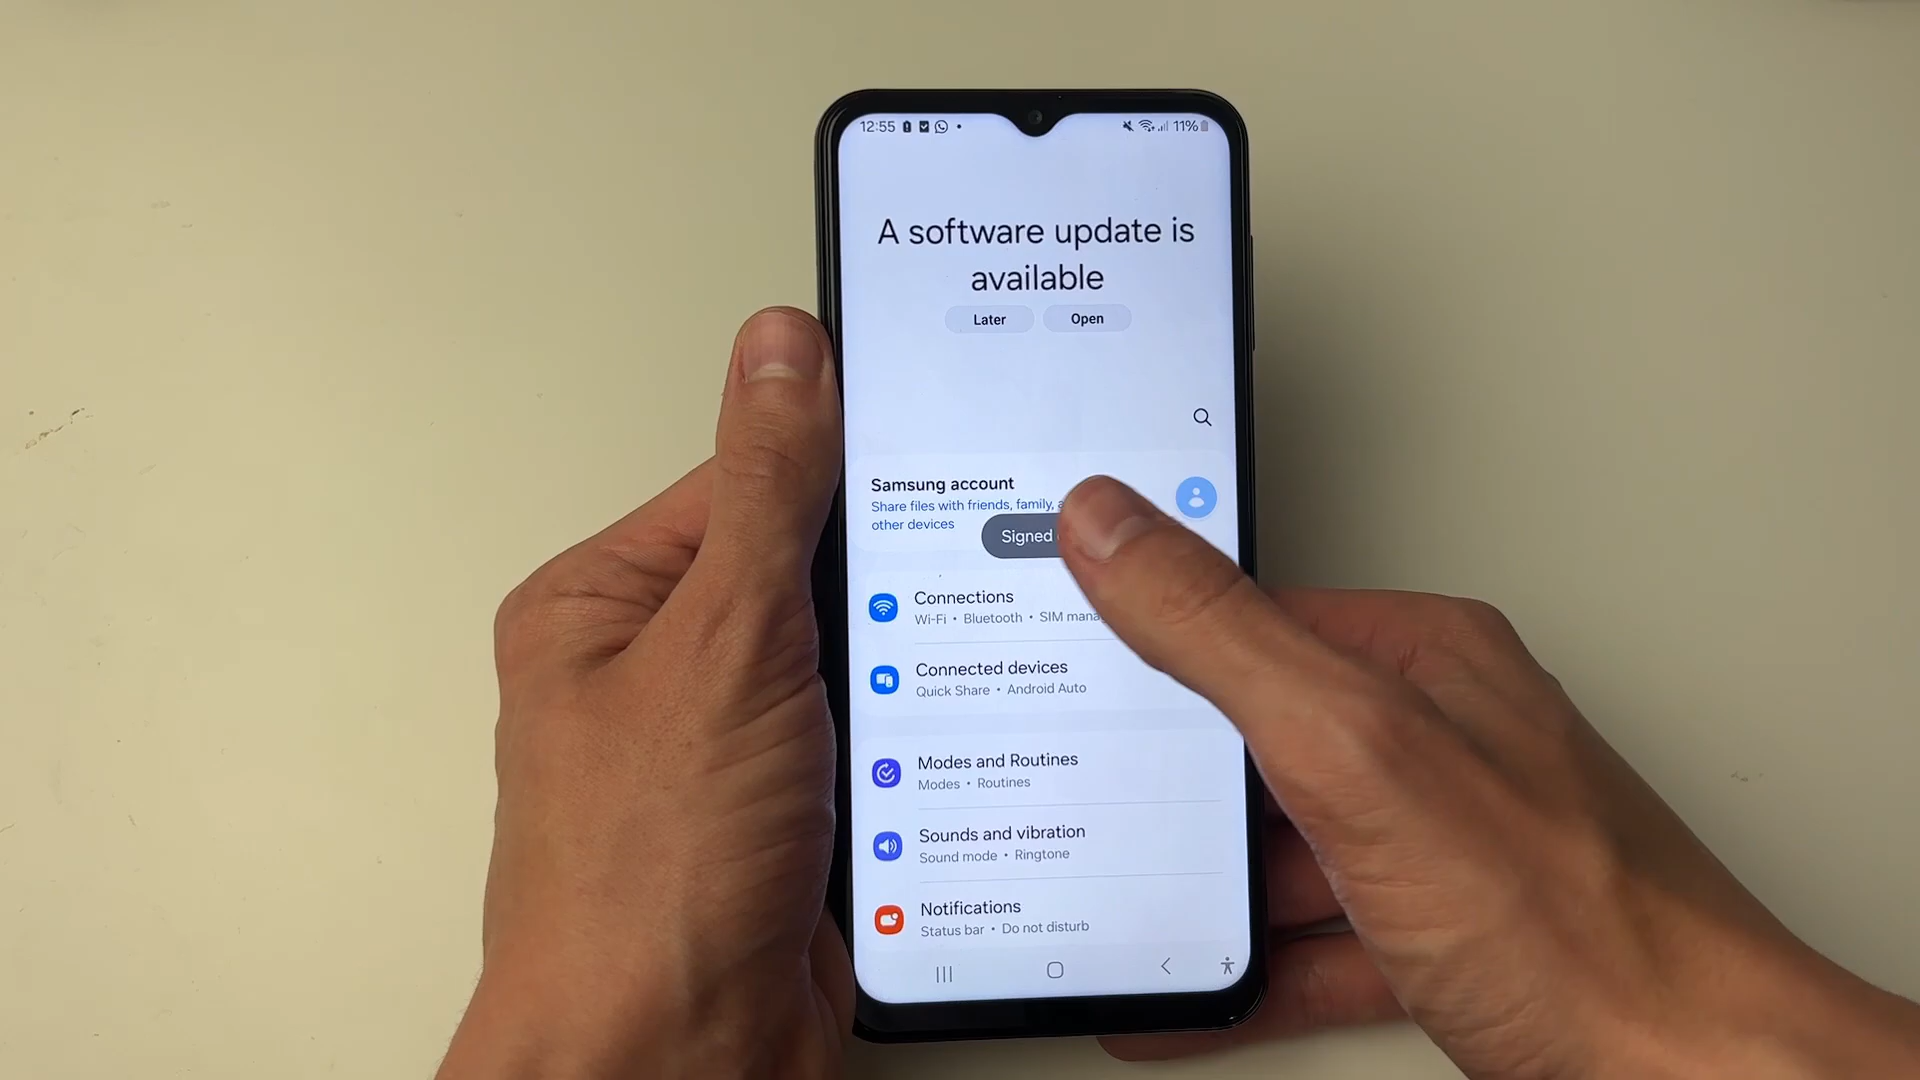 12:55
11%
A software update is
available
Later Open
Samsung account
Share files with friends, family,
other devices
Signed
Connections
Wi-Fi • Bluetooth • SIM
Connected devices
Quick Share • Android Auto
Modes and Routines
Modes • Routines
Sounds and vibration
Sound mode • Ringtone
Notifications
Status bar • Do not disturb